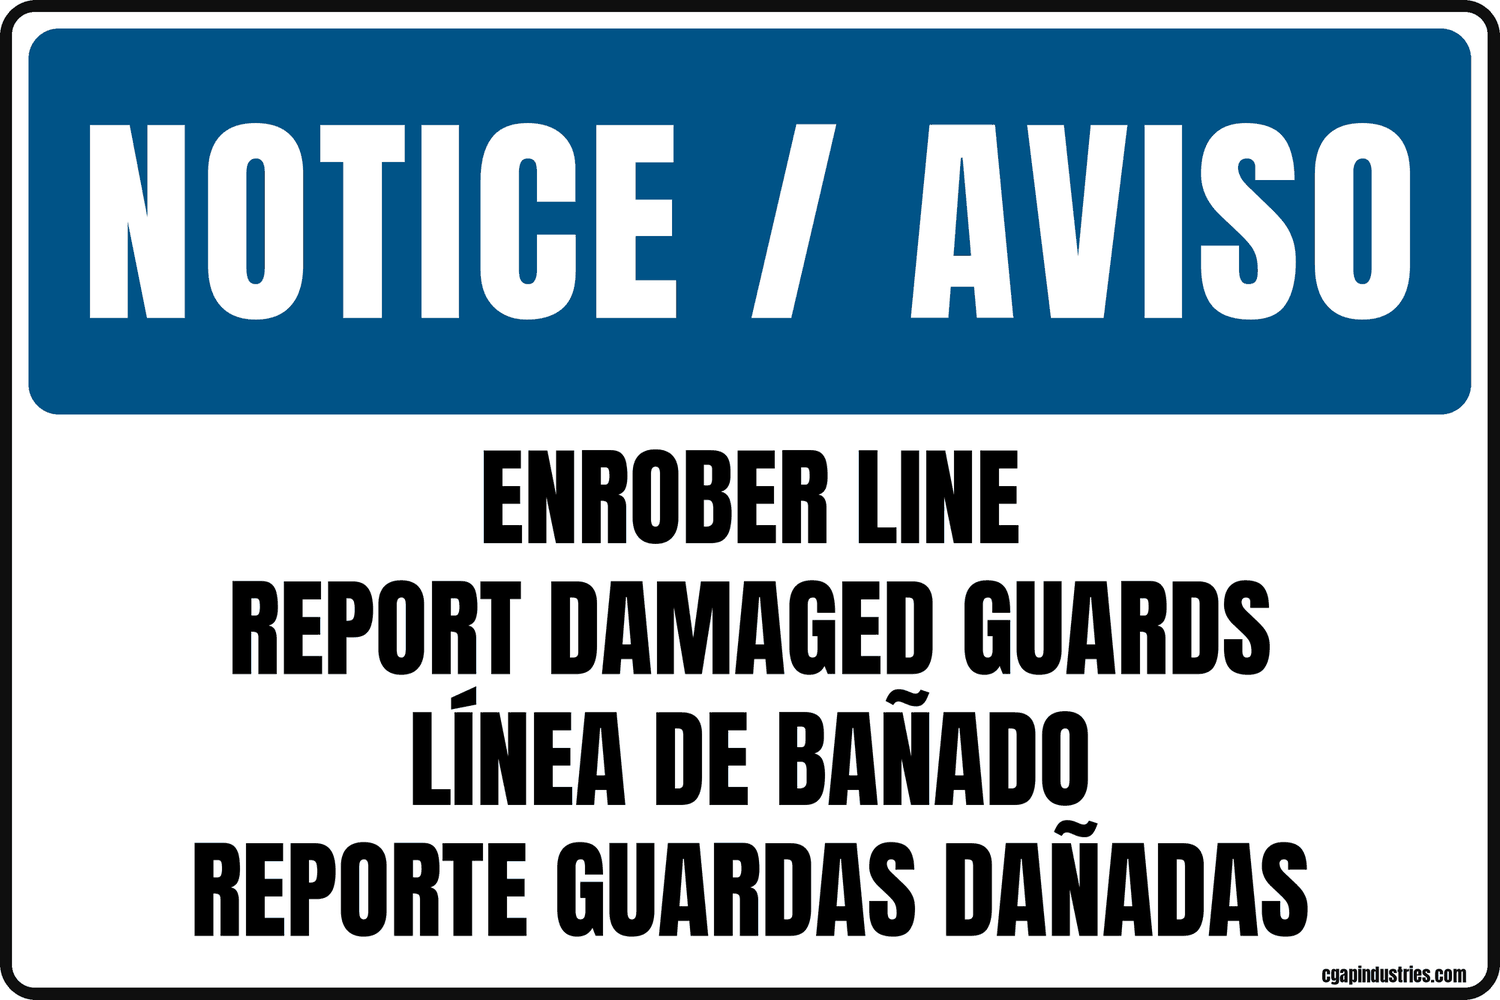 NOTICE / AVISO
ENROBER LINE
REPORT DAMAGED GUARDS
LÍNEA DE BAÑADO
REPORTE GUARDAS DAÑADAS
cgapindustries.com